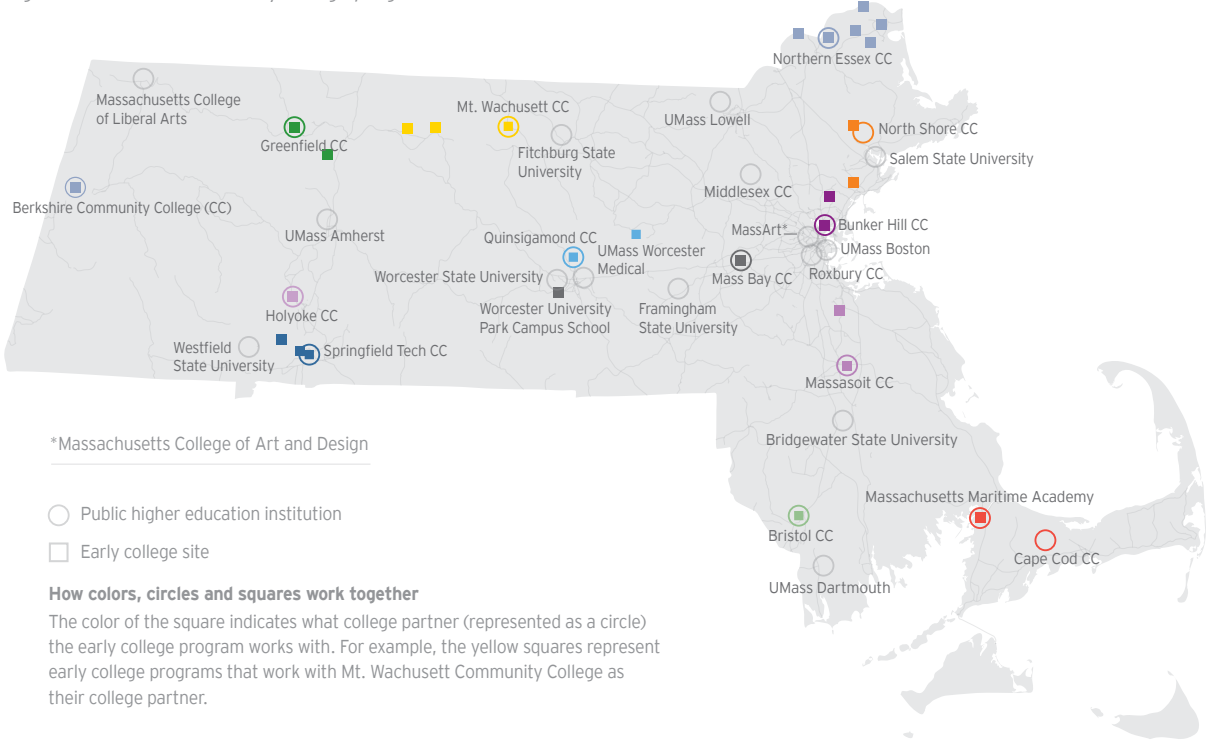 Northern Essex CC
Massachusetts College
of Liberal Arts
Mt. Wachusett CC
UMass Lowell
Greenfield CC
Fitchburg State
University
North Shore CC
Salem State University
Middlesex CC
Berkshire Community College (CC)
UMass Amherst
Quinsigamond CC
UMass Worcester
Medical
MassArt*
Bunker Hill CC
UMass Boston
Roxbury CC
Worcester State University
Mass Bay CC
Holyoke CC
Worcester University
Park Campus School
Framingham
State University
Westfield
State University
Springfield Tech CC
Massasoit CC
Bridgewater State University
*Massachusetts College of Art and Design
Massachusetts Maritime Academy
Bristol CC
Cape Cod CC
UMass Dartmouth
Public higher education institution
Early college site
How colors, circles and squares work together
The color of the square indicates what college partner (represented as a circle)
the early college program works with. For example, the yellow squares represent
early college programs that work with Mt. Wachusett Community College as
their college partner.